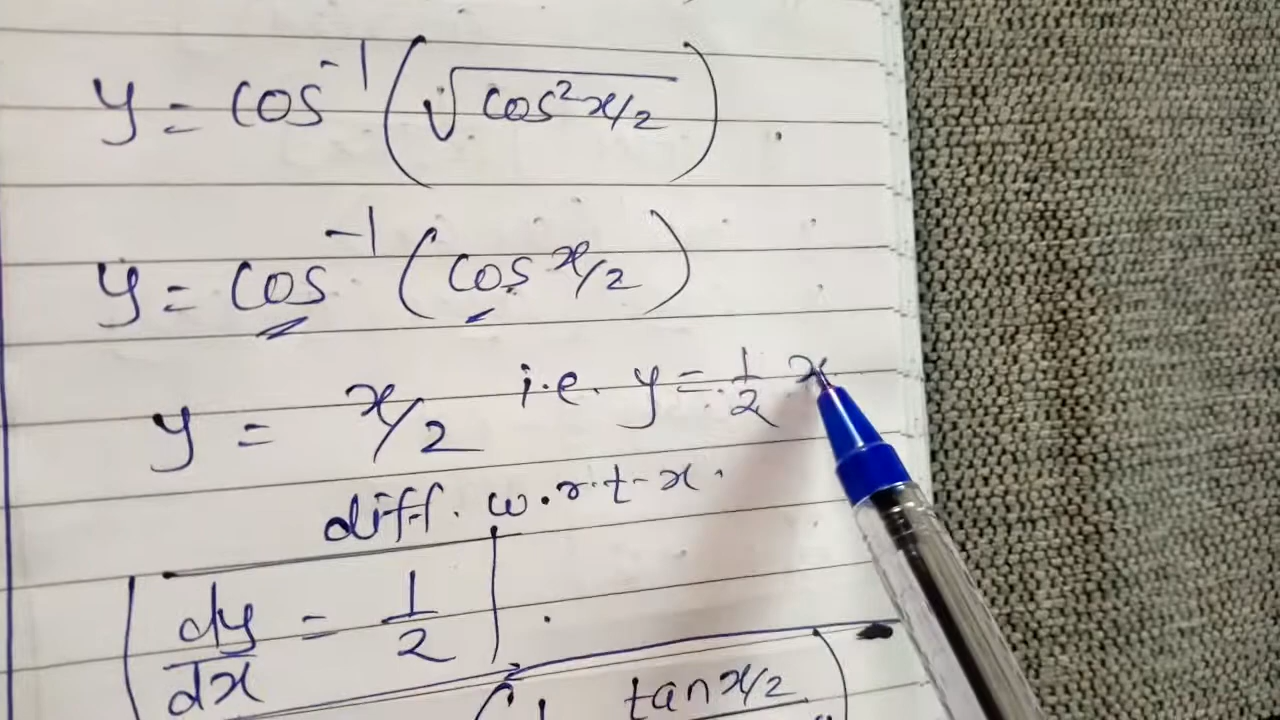 y = cos⁻¹(√cos²x/2)
y = cos⁻¹(cos x/2)
y = x/2 i.e. y = 1/2 x
diff. w.r.t. x.
dy/dx = 1/2
tan x/2